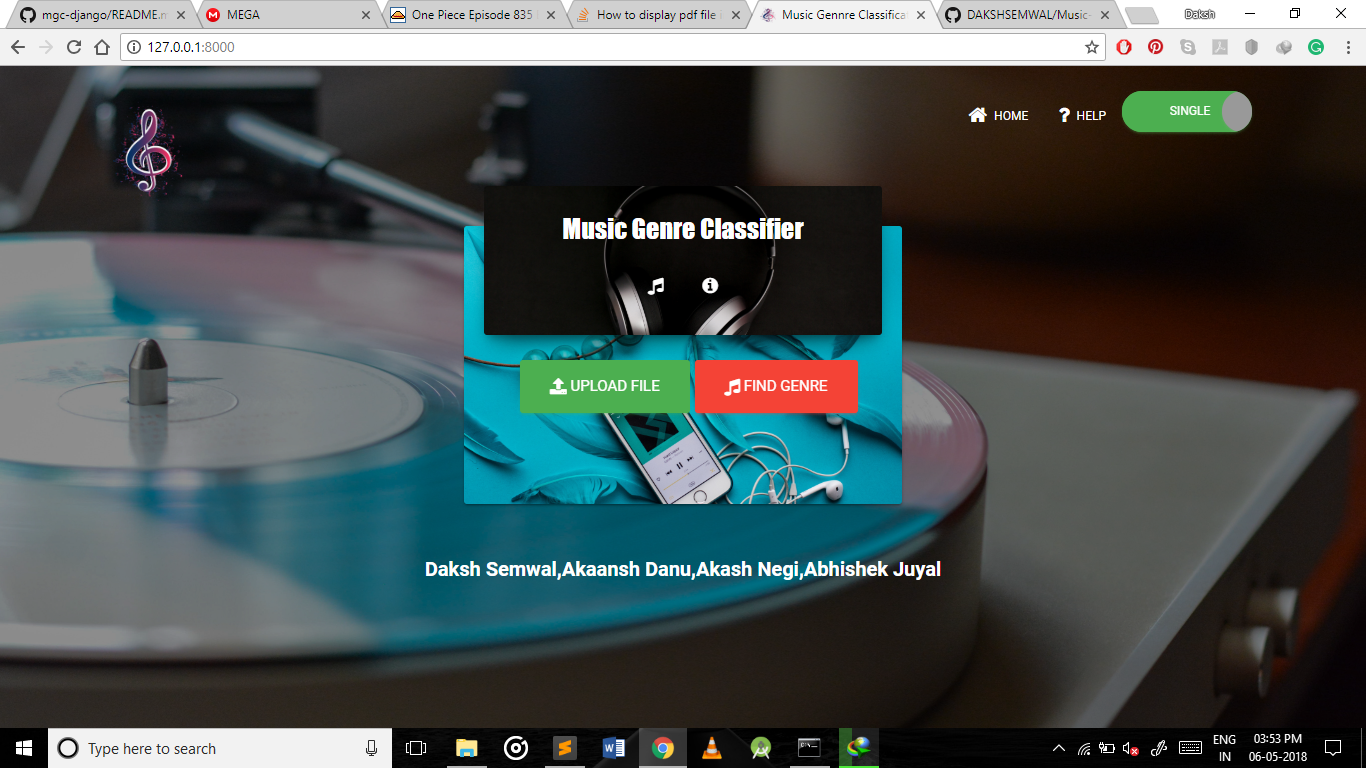 mgc-django/README.m
MEGA
One Piece Episode 835
How to display pdf file i
Music Gennre Classifica
DAKSHSEMWAL/Music-
Daksh
127.0.0.1:8000
HOME
HELP
SINGLE
Music Genre Classifier
UPLOAD FILE
FIND GENRE
Daksh Semwal,Akaansh Danu,Akash Negi,Abhishek Juyal
Type here to search
ENG
IN
03:53 PM
06-05-2018